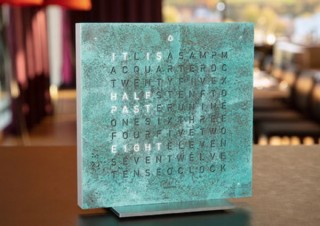 ITLISASAMPM
ACQUARTERDC
TWENTYFIVEX
HALFSTENFTO
PASTERUNINE
ONESIXTHREE
FOURFIVETWO
EIGHTELEVEN
SEVENTWELVE
TENSEOCLOCK